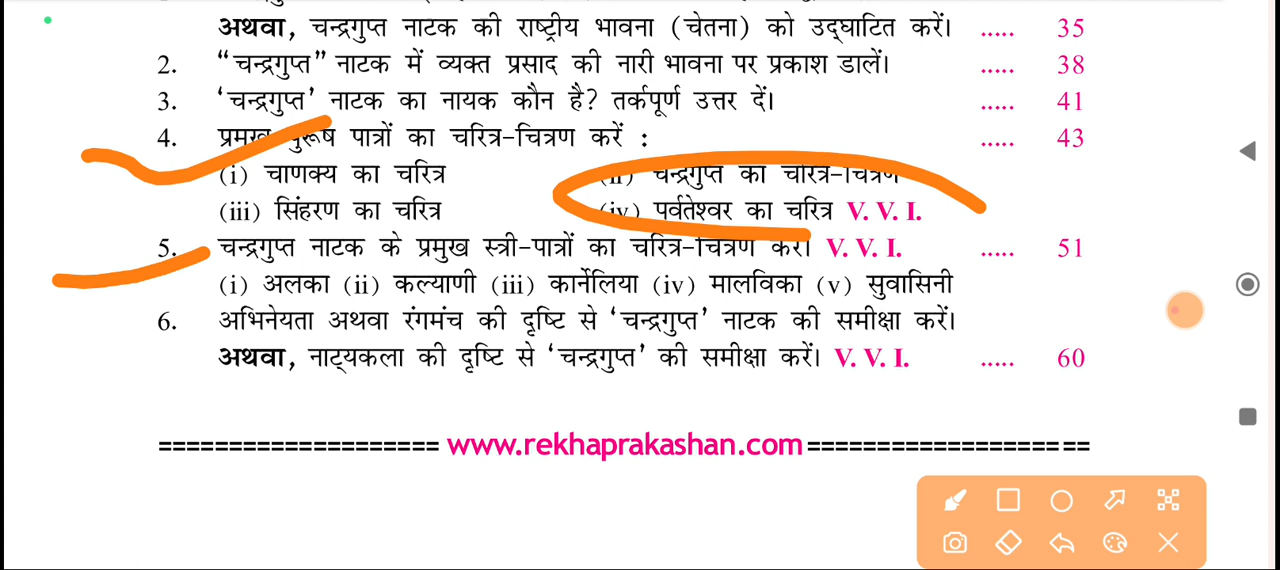 अथवा, चन्द्रगुप्त नाटक की राष्ट्रीय भावना (चेतना) को उद्घाटित करें। ..... 35
2. “चन्द्रगुप्त” नाटक में व्यक्त प्रसाद की नारी भावना पर प्रकाश डालें। ..... 38
3. ‘चन्द्रगुप्त’ नाटक का नायक कौन है? तर्कपूर्ण उत्तर दें। ..... 41
4. प्रमुख पुरूष पात्रों का चरित्र-चित्रण करें : ..... 43
(i) चाणक्य का चरित्र (ii) चन्द्रगुप्त का चरित्र-चित्रण
(iii) सिंहरण का चरित्र (iv) पर्वतेश्वर का चरित्र V. V. I.
5. चन्द्रगुप्त नाटक के प्रमुख स्त्री-पात्रों का चरित्र-चित्रण करें। V. V. I. ..... 51
(i) अलका (ii) कल्याणी (iii) कार्नेलिया (iv) मालविका (v) सुवासिनी
6. अभिनेयता अथवा रंगमंच की दृष्टि से ‘चन्द्रगुप्त’ नाटक की समीक्षा करें।
अथवा, नाट्यकला की दृष्टि से ‘चन्द्रगुप्त’ की समीक्षा करें। V. V. I. ..... 60
==================== www.rekhaprakashan.com ====================